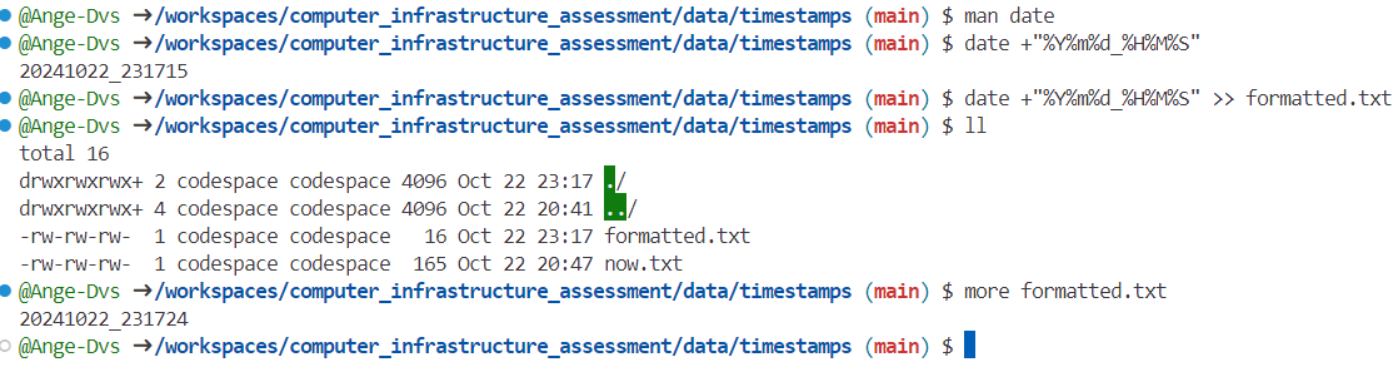 @Ange-Dvs →/workspaces/computer_infrastructure_assessment/data/timestamps (main) $ man date
@Ange-Dvs →/workspaces/computer_infrastructure_assessment/data/timestamps (main) $ date +"%Y%m%d_%H%M%S"
20241022_231715
@Ange-Dvs →/workspaces/computer_infrastructure_assessment/data/timestamps (main) $ date +"%Y%m%d_%H%M%S" >> formatted.txt
@Ange-Dvs →/workspaces/computer_infrastructure_assessment/data/timestamps (main) $ ll
total 16
drwxrwxrwx+ 2 codespace codespace 4096 Oct 22 23:17 ./
drwxrwxrwx+ 4 codespace codespace 4096 Oct 22 20:41 ../
-rw-rw-rw-  1 codespace codespace   16 Oct 22 23:17 formatted.txt
-rw-rw-rw-  1 codespace codespace  165 Oct 22 20:47 now.txt
@Ange-Dvs →/workspaces/computer_infrastructure_assessment/data/timestamps (main) $ more formatted.txt
20241022_231724
@Ange-Dvs →/workspaces/computer_infrastructure_assessment/data/timestamps (main) $